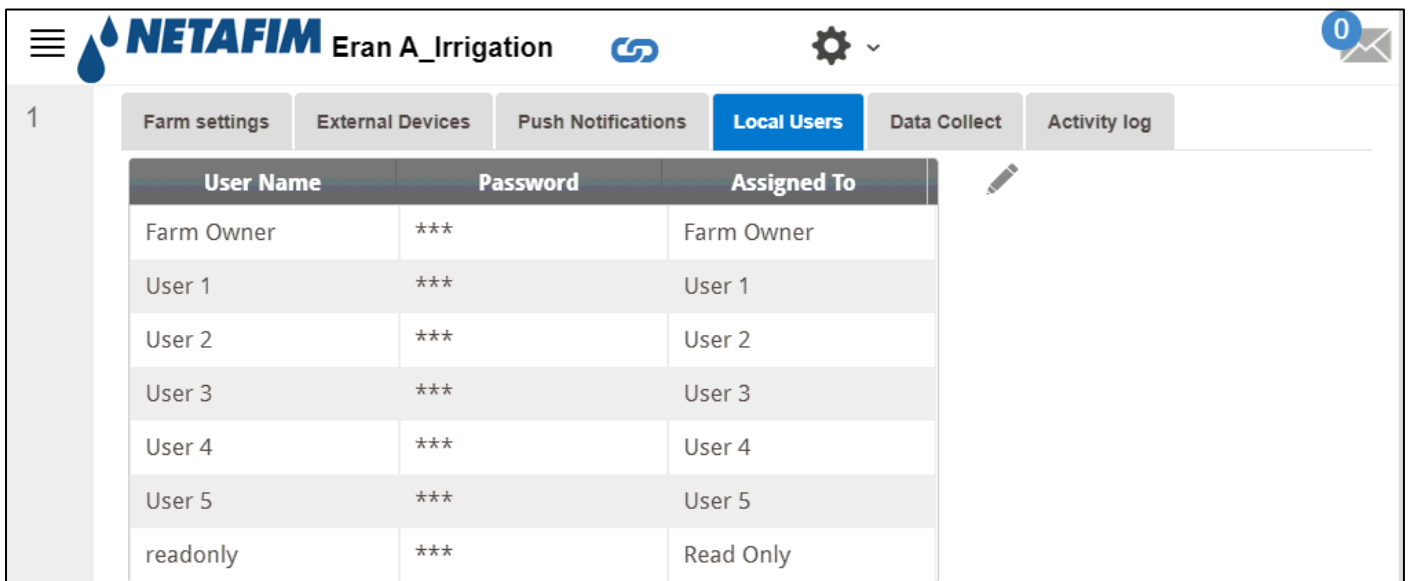 NETAFIM Eran A_Irrigation 0
1 Farm settings External Devices Push Notifications Local Users Data Collect Activity log
User Name Password Assigned To
Farm Owner *** Farm Owner
User 1 *** User 1
User 2 *** User 2
User 3 *** User 3
User 4 *** User 4
User 5 *** User 5
readonly *** Read Only